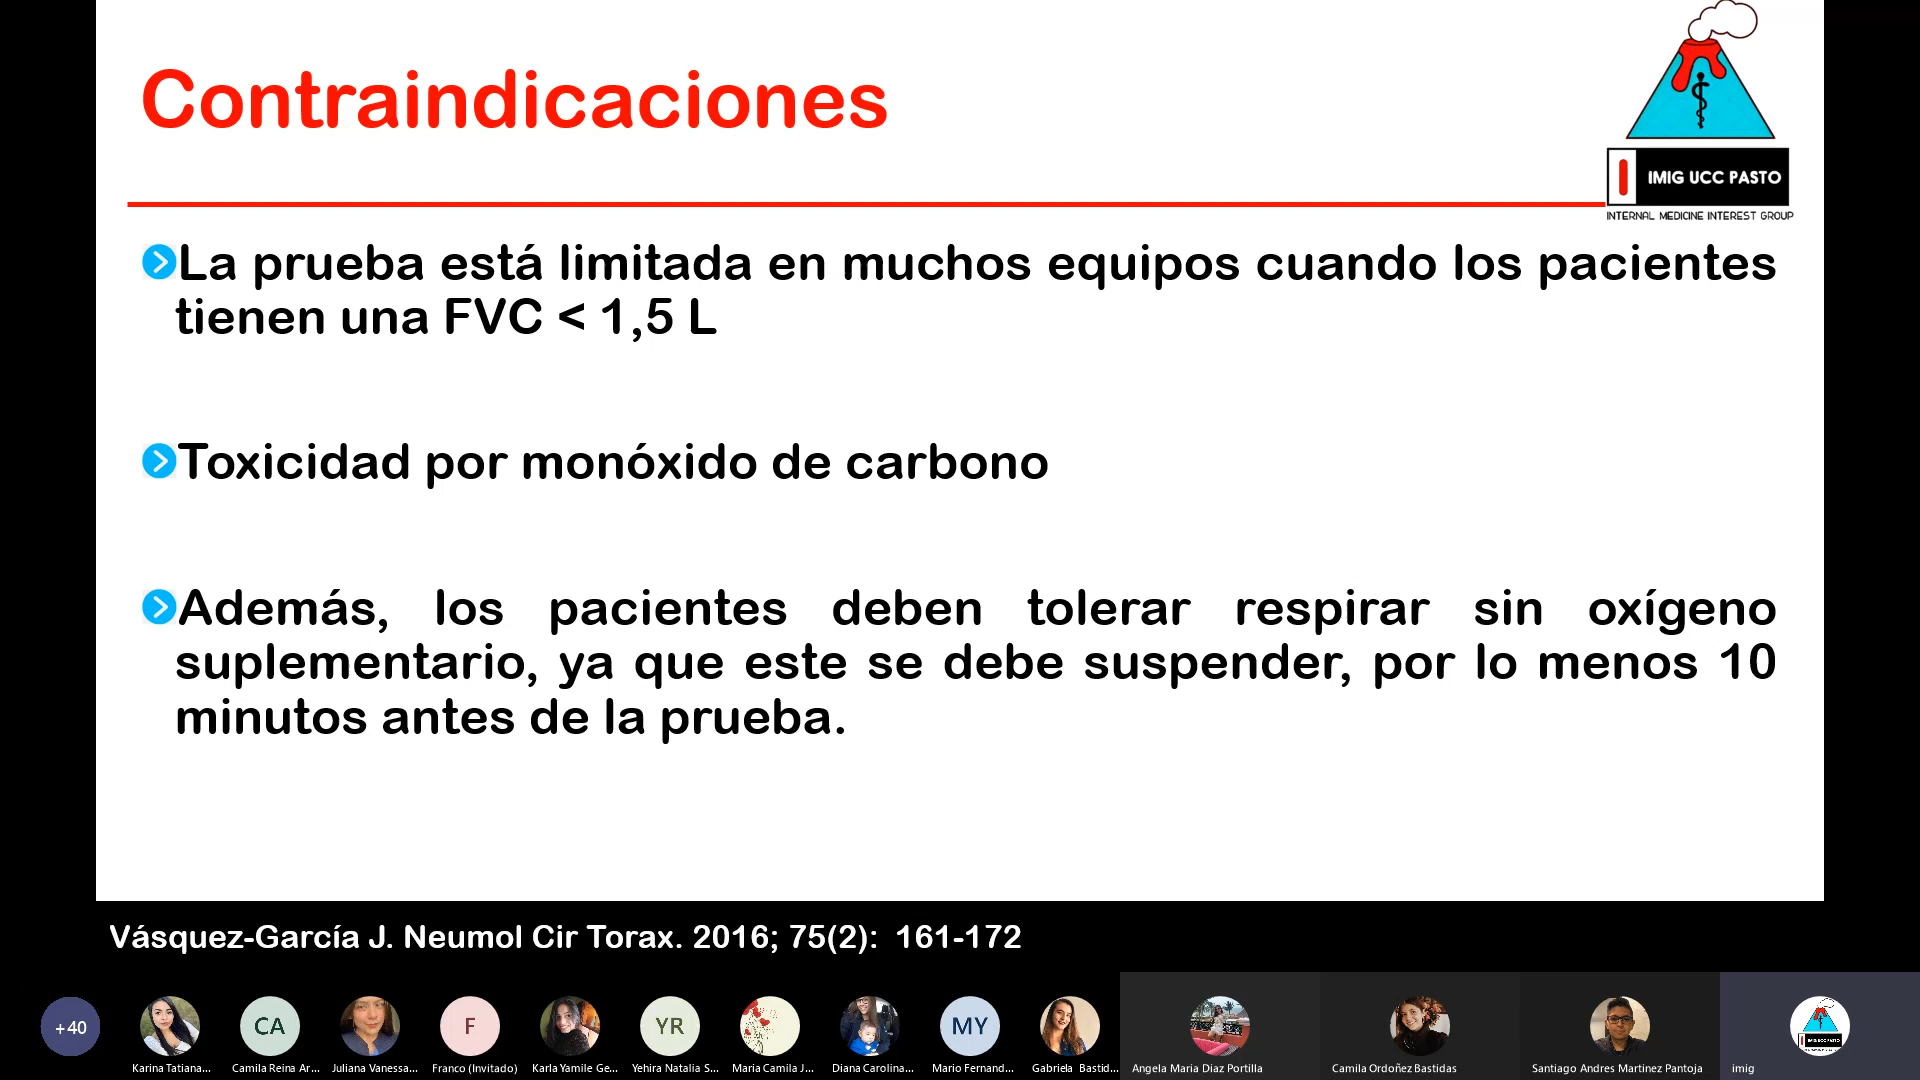 Contraindicaciones
IMIG UCC PASTO
INTERNAL MEDICINE INTEREST GROUP
La prueba está limitada en muchos equipos cuando los pacientes
tienen una FVC < 1,5 L
Toxicidad por monóxido de carbono
Además, los pacientes deben tolerar respirar sin oxígeno
suplementario, ya que este se debe suspender, por lo menos 10
minutos antes de la prueba.
Vásquez-García J. Neumol Cir Torax. 2016; 75(2): 161-172
+40
CA
F
YR
MY
Karina Tatiana...
Camila Reina Ar...
Juliana Vanessa...
Franco (Invitado)
Karla Yamile Ge...
Yehira Natalia S...
Maria Camila J...
Diana Carolina...
Mario Fernand...
Gabriela Bastid...
Angela Maria Diaz Portilla
Camila Ordoñez Bastidas
Santiago Andres Martinez Pantoja
imig